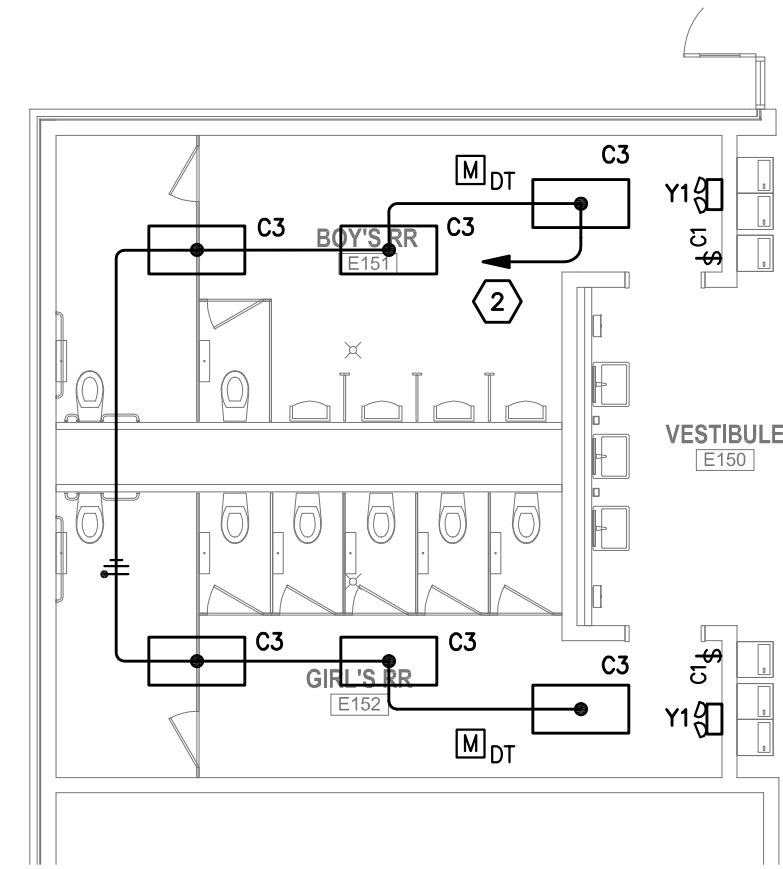 C3
M DT
Y1
C3
C3
BOY'S RR
E151
$ C1
2
VESTIBULE
E150
C3
C3
C3
$ C1
GIRL'S RR
E152
Y1
M DT